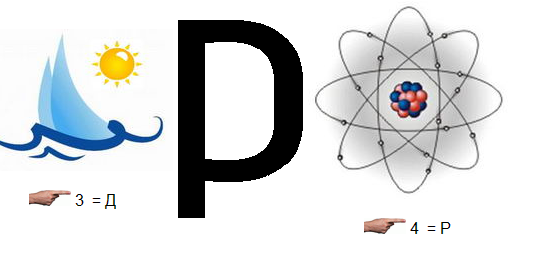 р
3 = Д
4 = Р